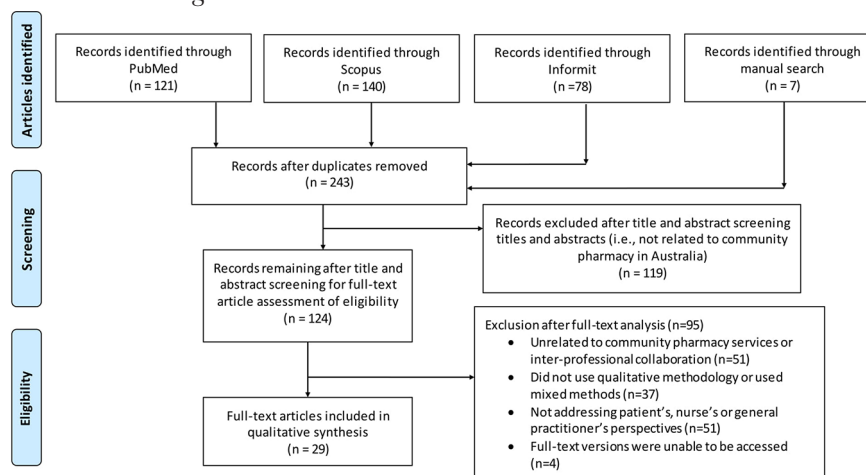 Articles identified
Records identified through
PubMed
(n = 121)
Records identified through
Scopus
(n = 140)
Records identified through
Informit
(n =78)
Records identified through
manual search
(n = 7)
Records after duplicates removed
(n = 243)
Screening
Records excluded after title and abstract screening
titles and abstracts (i.e., not related to community
pharmacy in Australia)
(n = 119)
Records remaining after title and
abstract screening for full-text
article assessment of eligibility
(n = 124)
Eligibility
Exclusion after full-text analysis (n=95)
• Unrelated to community pharmacy services or
inter-professional collaboration (n=51)
• Did not use qualitative methodology or used
mixed methods (n=37)
• Not addressing patient's, nurse's or general
practitioner's perspectives (n=51)
• Full-text versions were unable to be accessed
(n=4)
Full-text articles included in
qualitative synthesis
(n = 29)